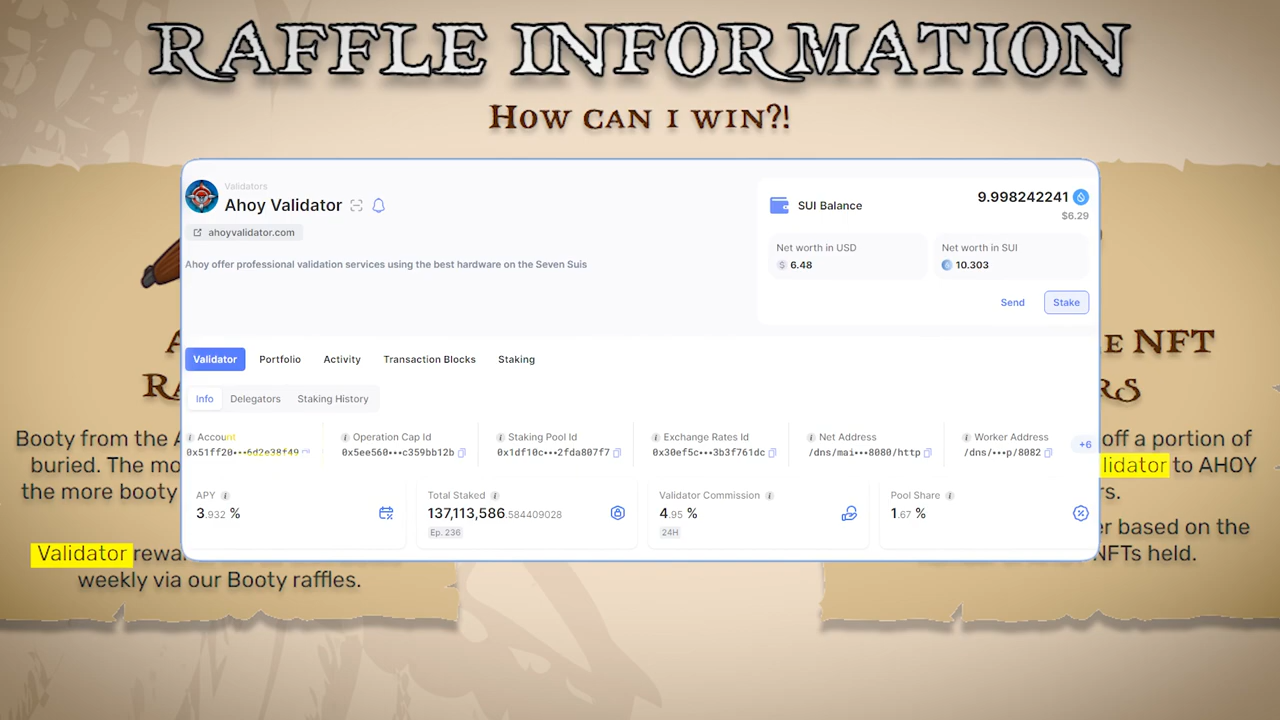 RAFFLE INFORMATION
HOW CAN I WIN?!
Validators
Ahoy Validator
ahoyvalidator.com
Ahoy offer professional validation services using the best hardware on the Seven Suis
SUI Balance
9.998242241
$6.29
Net worth in USD
$ 6.48
Net worth in SUI
10.303
Send
Stake
Validator
Portfolio
Activity
Transaction Blocks
Staking
Info
Delegators
Staking History
Account
0x51ff20•••6d2e38f49
Operation Cap Id
0x5ee560•••c359bb12b
Staking Pool Id
0x1df10c•••2fda807f7
Exchange Rates Id
0x30ef5c•••3b3f761dc
Net Address
/dns/mai•••8080/http
Worker Address
/dns/•••p/8082
+6
APY
3.932 %
Total Staked
137,113,586.584409028
Ep. 236
Validator Commission
4.95 %
24H
Pool Share
1.67 %
A
RA
Booty from the A
buried. The mo
the more booty
Validator rewa
weekly via our Booty raffles.
E NFT
RS
off a portion of
lidator to AHOY
rs.
er based on the
NFTs held.